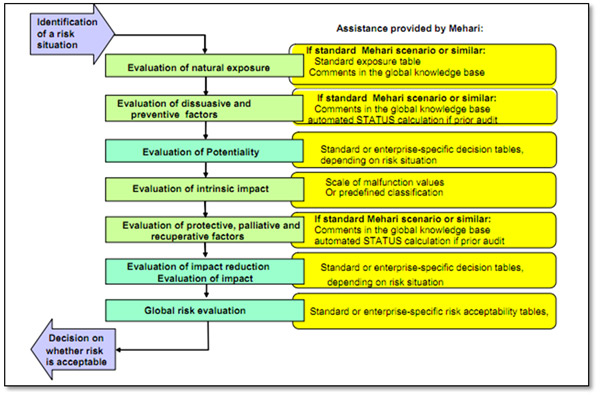 Identification
of a risk
situation
Assistance provided by Mehari:
Evaluation of natural exposure
If standard Mehari scenario or similar:
Standard exposure table
Comments in the global knowledge base
Evaluation of dissuasive and
preventive factors
If standard Mehari scenario or similar:
Comments in the global knowledge base
automated STATUS calculation if prior audit
Evaluation of Potentiality
Standard or enterprise-specific decision tables,
depending on risk situation
Evaluation of intrinsic impact
Scale of malfunction values
Or predefined classification
Evaluation of protective, palliative and
recuperative factors
If standard Mehari scenario or similar:
Comments in the global knowledge base
automated STATUS calculation if prior audit
Evaluation of impact reduction
Evaluation of impact
Standard or enterprise-specific decision tables,
depending on risk situation
Global risk evaluation
Standard or enterprise-specific risk acceptability tables,
Decision on
whether risk
is acceptable